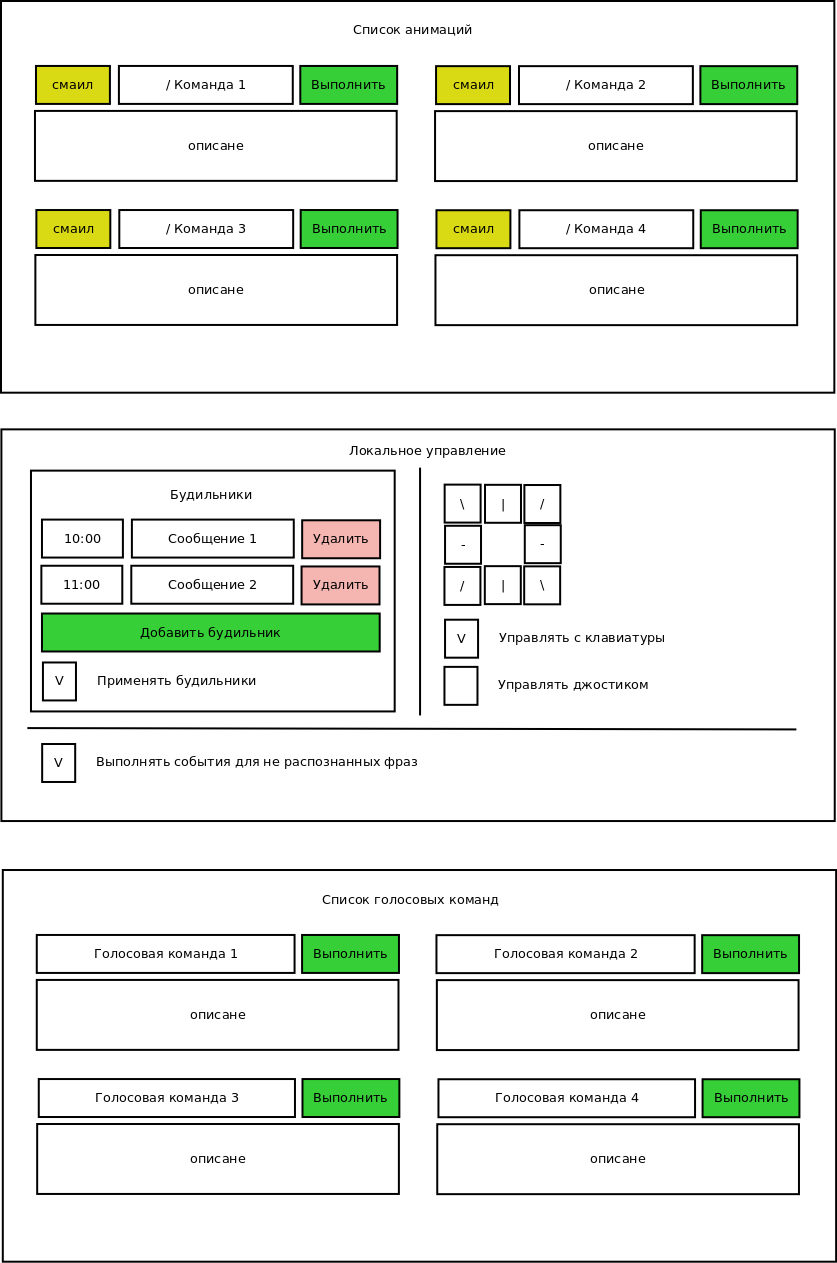 Список анимаций
смаил / Команда 1 Выполнить смаил / Команда 2 Выполнить
описане описане
смаил / Команда 3 Выполнить смаил / Команда 4 Выполнить
описане описане
Локальное управление
Будильники
10:00 Сообщение 1 Удалить
11:00 Сообщение 2 Удалить
Добавить будильник
V Применять будильники
\ | /
- -
/ | \
V Управлять с клавиатуры
Управлять джостиком
V Выполнять события для не распознанных фраз
Список голосовых команд
Голосовая команда 1 Выполнить Голосовая команда 2 Выполнить
описане описане
Голосовая команда 3 Выполнить Голосовая команда 4 Выполнить
описане описане